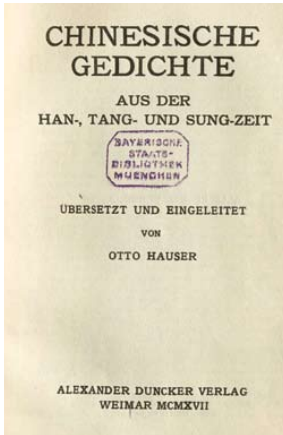 CHINESISCHE
GEDICHTE
AUS DER
HAN-, TANG- UND SUNG-ZEIT
BAYERISCHE
STAATS-
BIBLIOTHEK
MUENCHEN
ÜBERSETZT UND EINGELEITET
VON
OTTO HAUSER
ALEXANDER DUNCKER VERLAG
WEIMAR MCMXVII